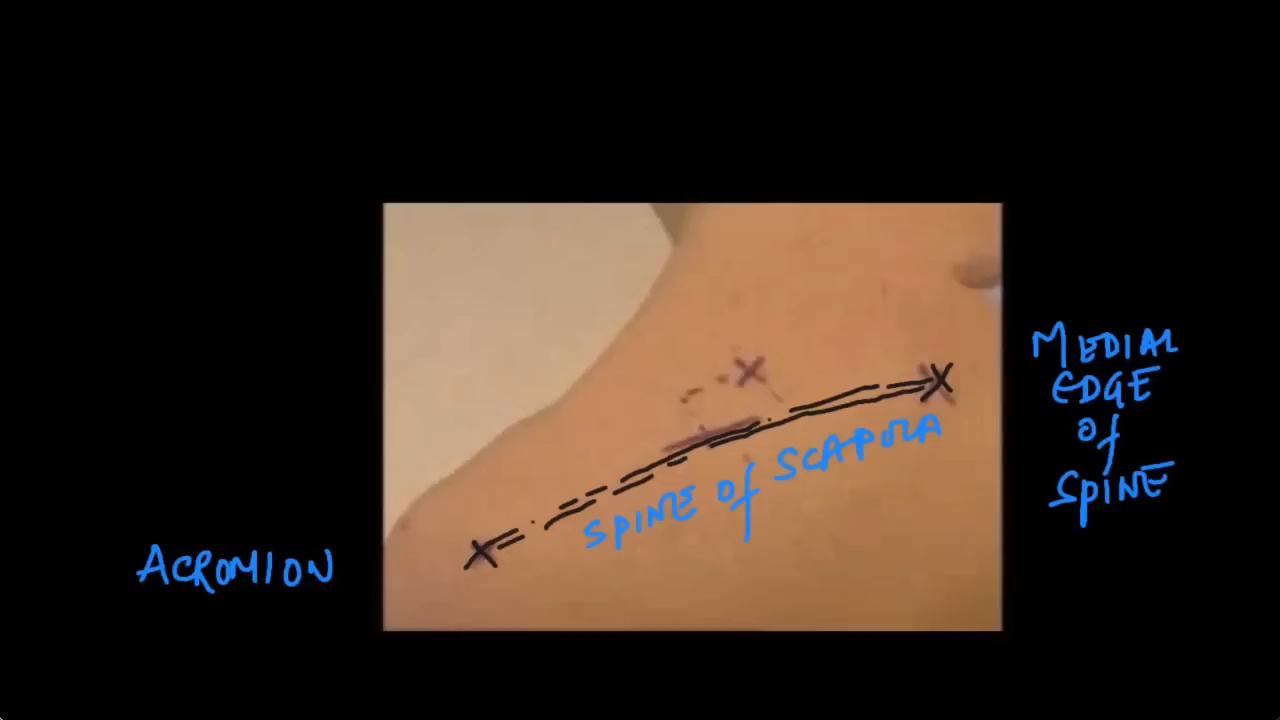 MEDIAL
EDGE
of
SPINE
SPINE of SCAPULA
ACROMION